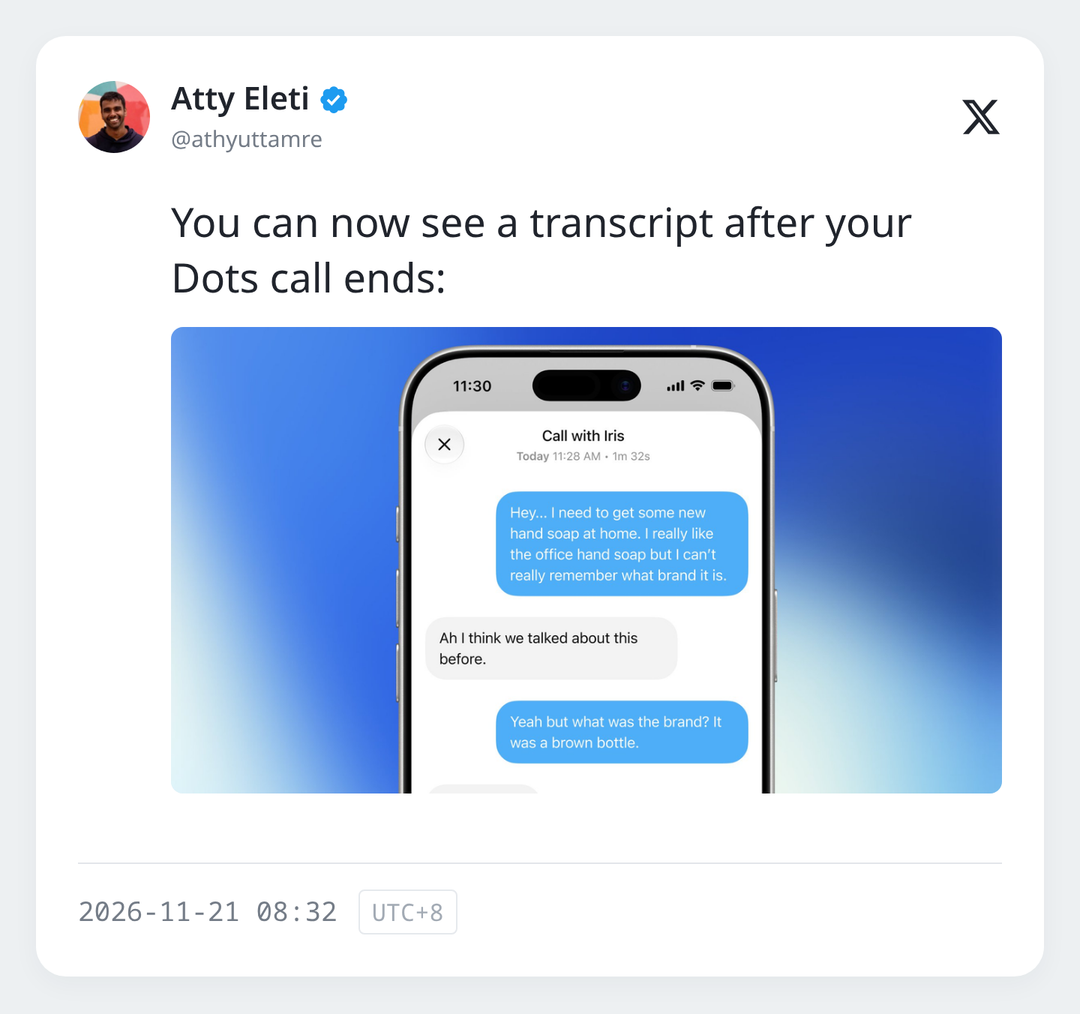 Atty Eleti
@athyuttamre
You can now see a transcript after your
Dots call ends:
11:30
Call with Iris
Today 11:28 AM • 1m 32s
Hey... I need to get some new
hand soap at home. I really like
the office hand soap but I can't
really remember what brand it is.
Ah I think we talked about this
before.
Yeah but what was the brand? It
was a brown bottle.
2026-11-21 08:32 UTC+8